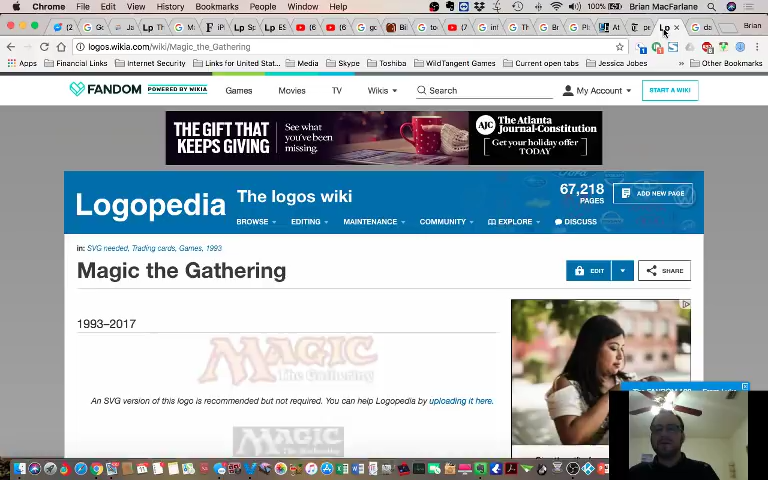 Chrome File Edit View History Bookmarks People Window Help 100% Brian MacFarlane
Brian
logos.wikia.com/wiki/Magic_the_Gathering
Apps Financial Links Internet Security Links for United Stat... Media Skype Toshiba WildTangent Games Current open tabs Jessica Jobes » Other Bookmarks
FANDOM POWERED BY WIKIA Games Movies TV Wikis Search My Account START A WIKI
THE GIFT THAT KEEPS GIVING
See what you've been missing.
AJC The Atlanta Journal-Constitution
Get your holiday offer TODAY
Logopedia The logos wiki
67,218 PAGES
ADD NEW PAGE
BROWSE EDITING MAINTENANCE COMMUNITY EXPLORE DISCUSS
in: SVG needed, Trading cards, Games, 1993
Magic the Gathering
EDIT SHARE
1993–2017
MAGIC
The Gathering
An SVG version of this logo is recommended but not required. You can help Logopedia by uploading it here.
MAGIC
The Gathering